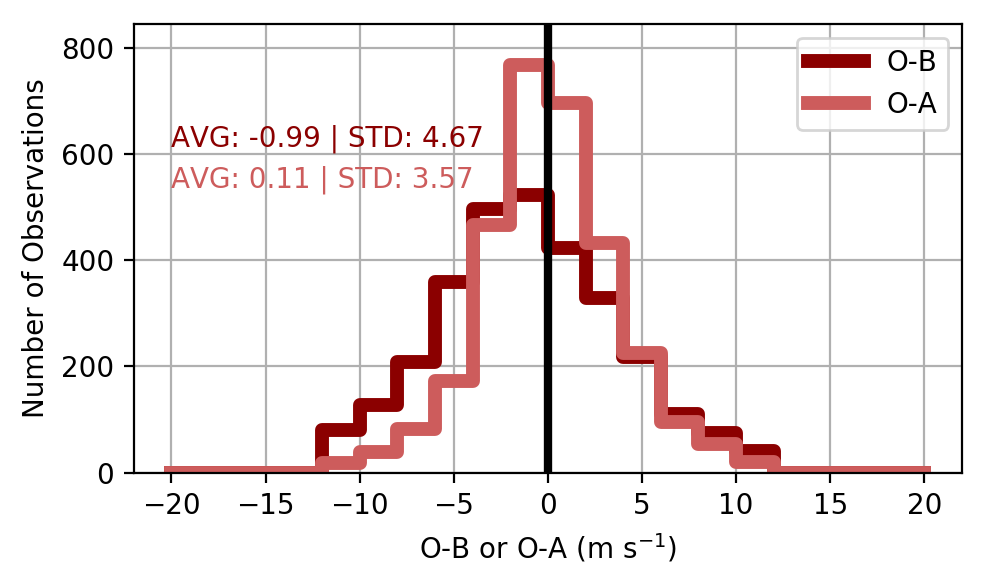 O-B
O-A
AVG: -0.99 | STD: 4.67
AVG: 0.11 | STD: 3.57
Number of Observations
800
600
400
200
0
−20 −15 −10 −5 0 5 10 15 20
O-B or O-A (m s⁻¹)